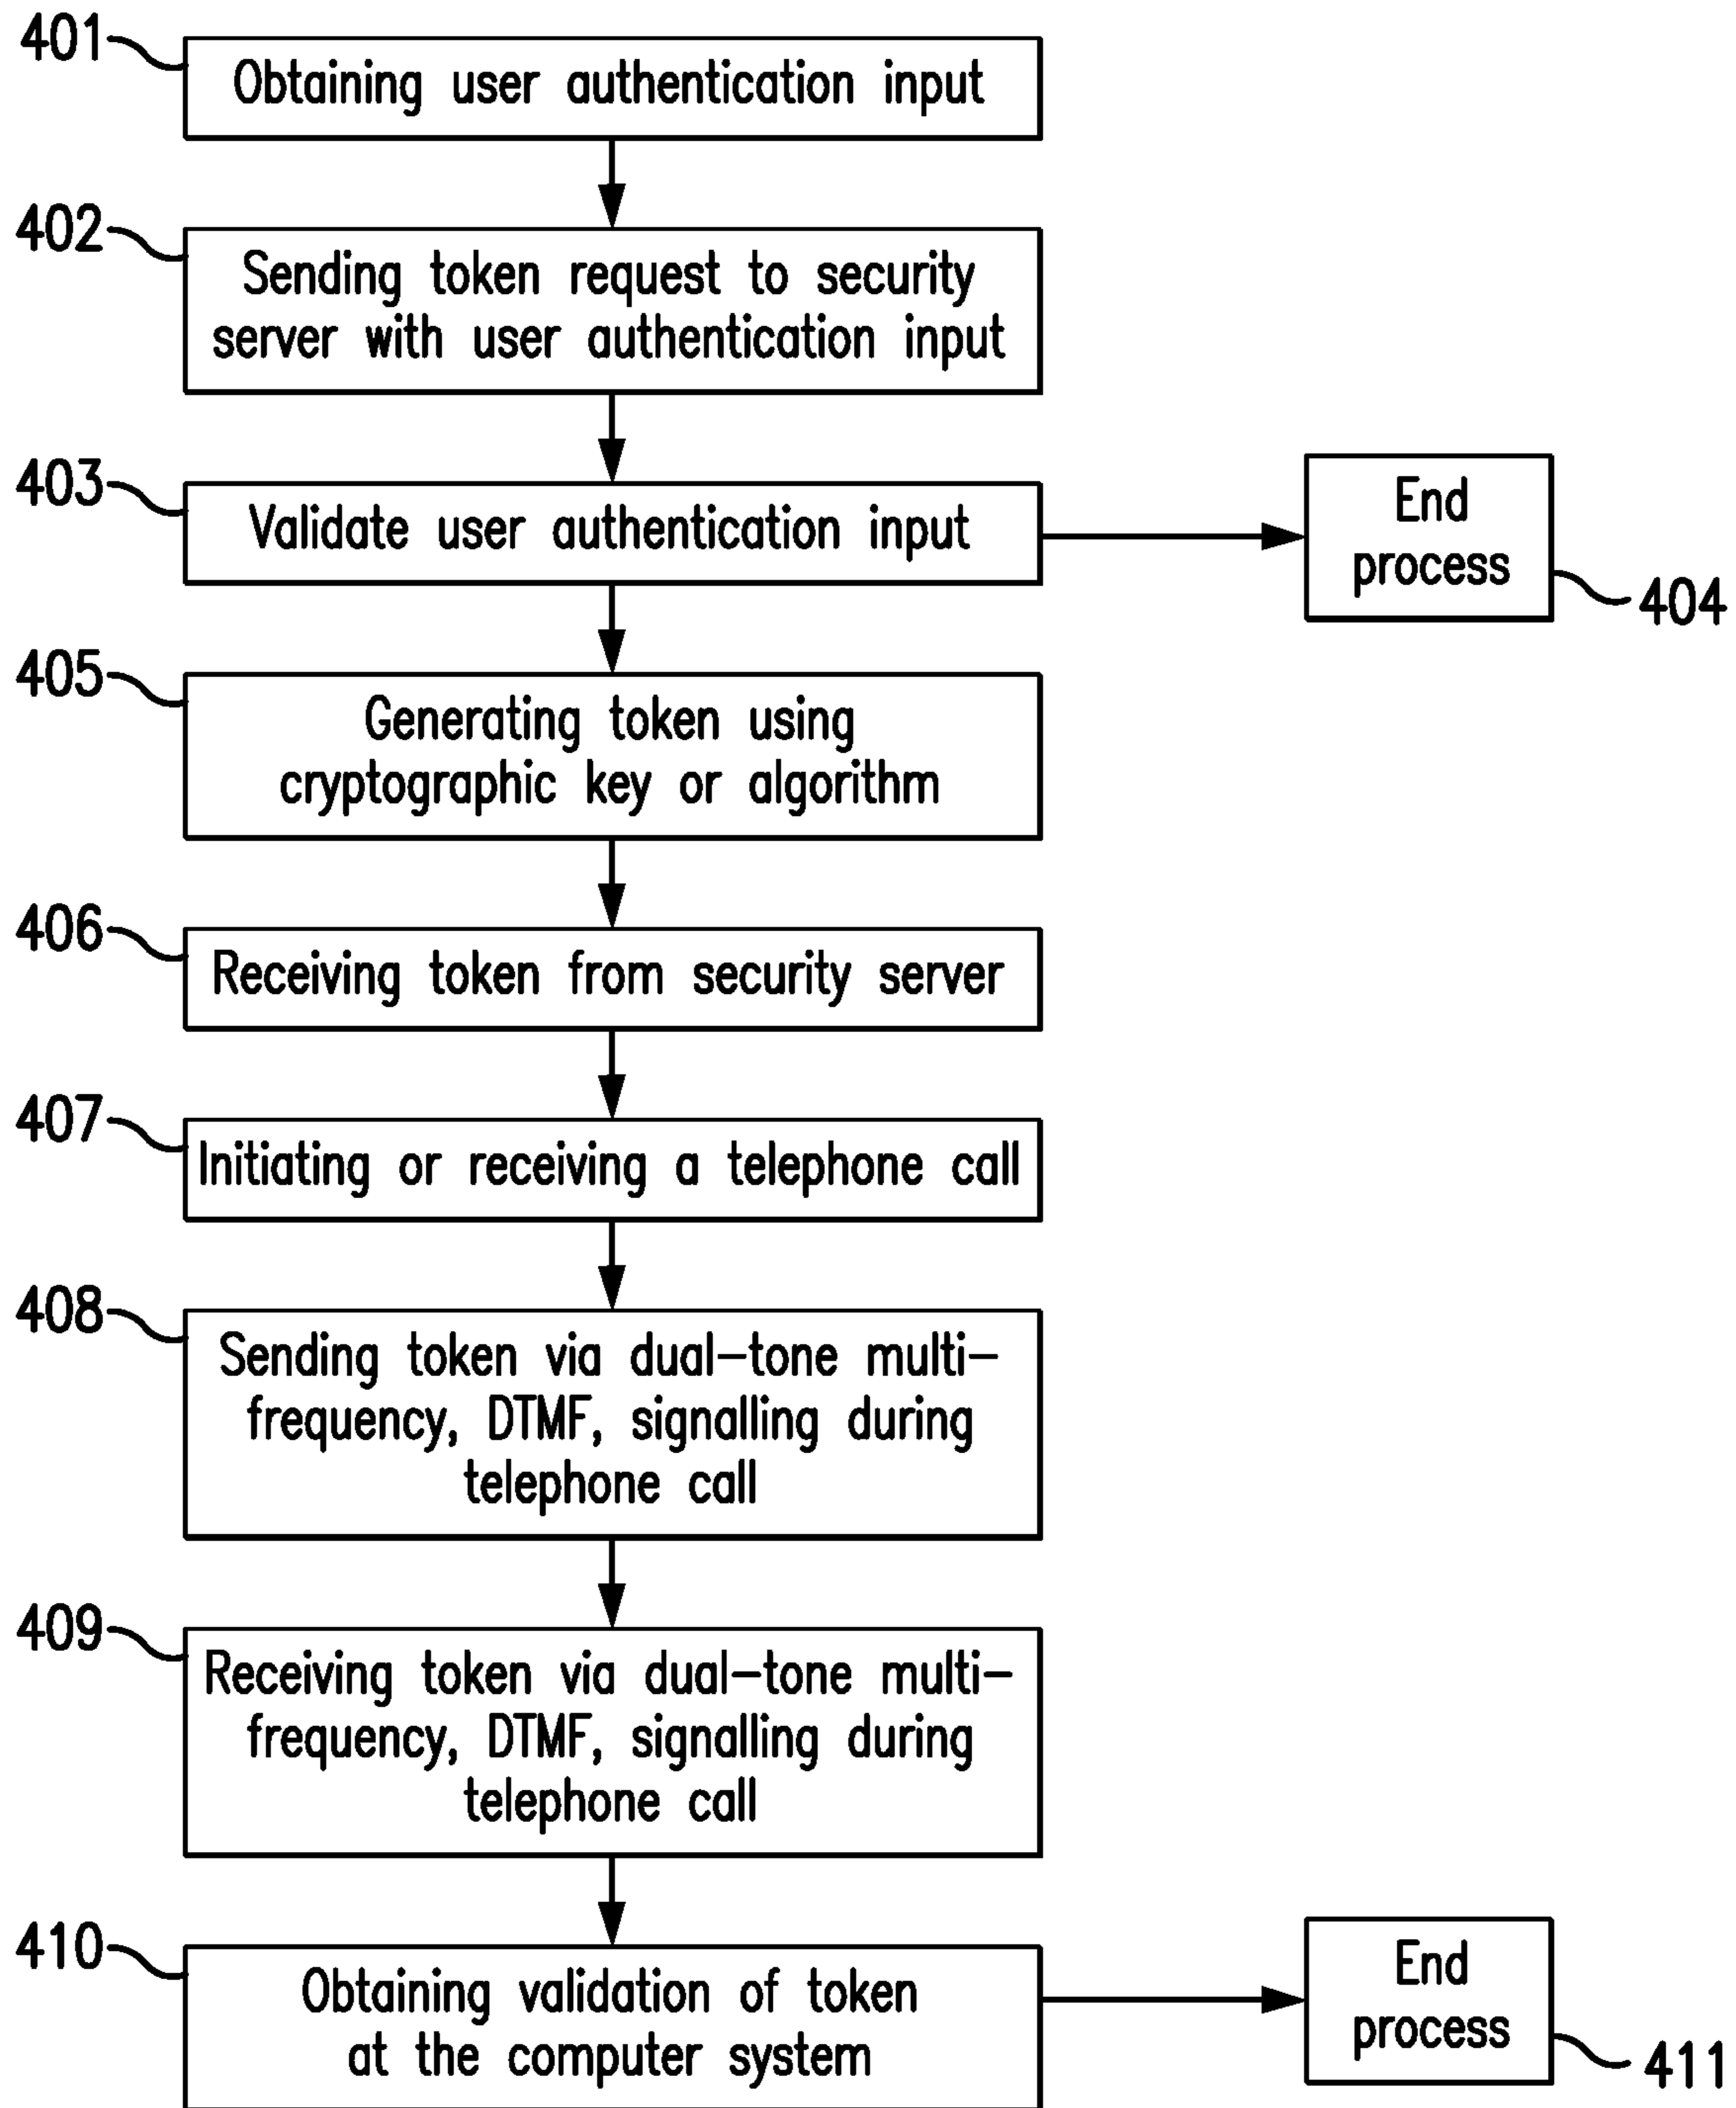 401
Obtaining user authentication input
402
Sending token request to security
server with user authentication input
403
Validate user authentication input
End
process
404
405
Generating token using
cryptographic key or algorithm
406
Receiving token from security server
407
Initiating or receiving a telephone call
408
Sending token via dual-tone multi-
frequency, DTMF, signalling during
telephone call
409
Receiving token via dual-tone multi-
frequency, DTMF, signalling during
telephone call
410
Obtaining validation of token
at the computer system
End
process
411